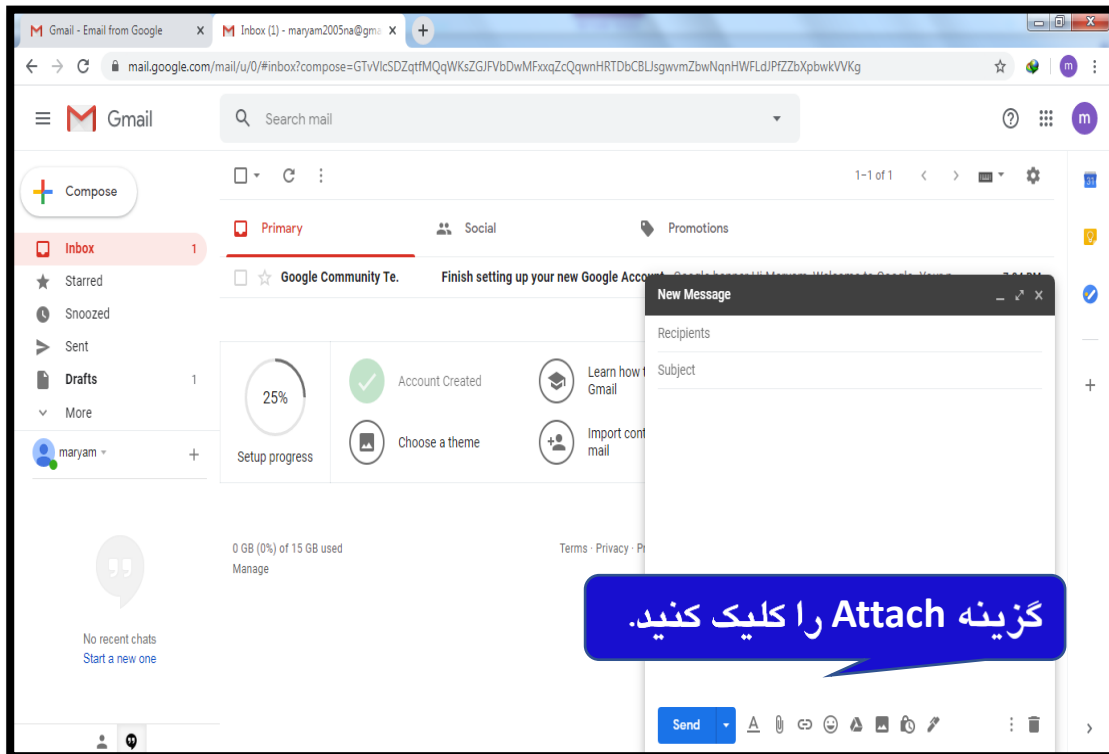 Gmail - Email from Google
Inbox (1) - maryam2005na@gma
mail.google.com/mail/u/0/#inbox?compose=GTvVlcSDZqtfMQqWKsZGJFVbDwMFxxqZcQqwnHRTDbCBLJsgwvmZbwNqnHWFLdJPfZZbXpbwkVVKg
m
Gmail
Search mail
m
Compose
1-1 of 1
31
Primary
Social
Promotions
Inbox 1
Google Community Te. Finish setting up your new Google Account
Starred
Snoozed
Sent
Drafts 1
More
maryam
New Message
Recipients
Subject
25%
Setup progress
Account Created
Learn how t
Gmail
Choose a theme
Import cont
mail
0 GB (0%) of 15 GB used
Manage
Terms · Privacy · Pr
گزینه Attach را کلیک کنید.
No recent chats
Start a new one
Send